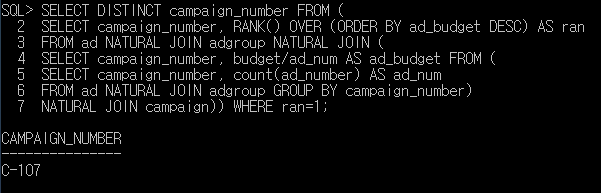 SQL> SELECT DISTINCT campaign_number FROM (
2 SELECT campaign_number, RANK() OVER (ORDER BY ad_budget DESC) AS ran
3 FROM ad NATURAL JOIN adgroup NATURAL JOIN (
4 SELECT campaign_number, budget/ad_num AS ad_budget FROM (
5 SELECT campaign_number, count(ad_number) AS ad_num
6 FROM ad NATURAL JOIN adgroup GROUP BY campaign_number)
7 NATURAL JOIN campaign)) WHERE ran=1;
CAMPAIGN_NUMBER
---------------
C-107